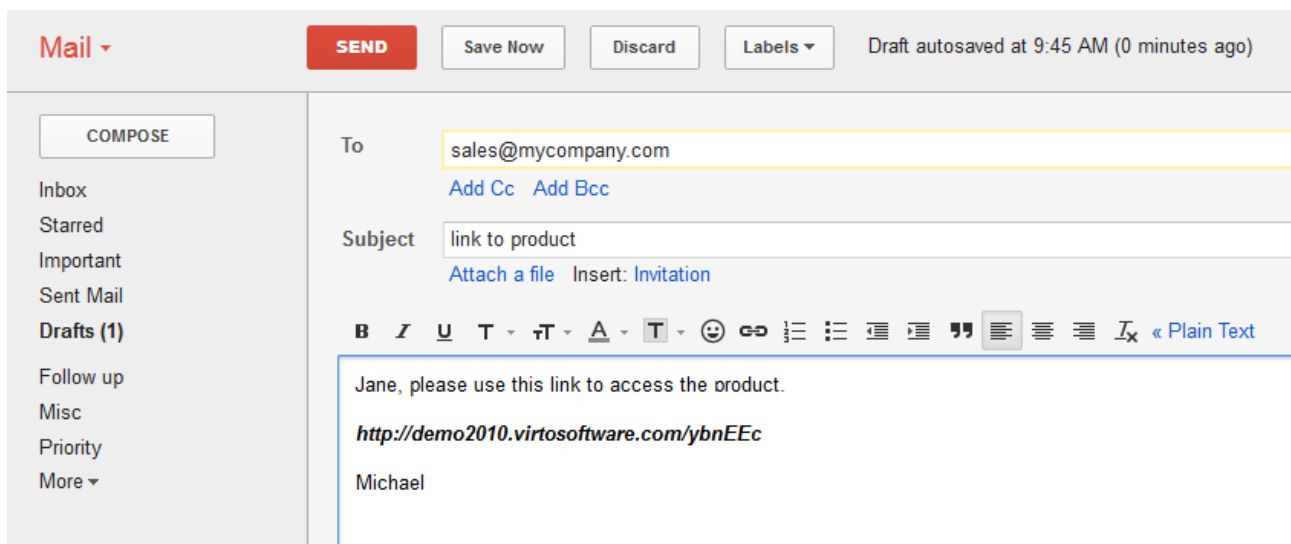 Mail
SEND Save Now Discard Labels Draft autosaved at 9:45 AM (0 minutes ago)
COMPOSE
Inbox
Starred
Important
Sent Mail
Drafts (1)
Follow up
Misc
Priority
More
To sales@mycompany.com
Add Cc Add Bcc
Subject link to product
Attach a file Insert: Invitation
B I U T TT A T Tx « Plain Text
Jane, please use this link to access the product.
http://demo2010.virtosoftware.com/ybnEEc
Michael